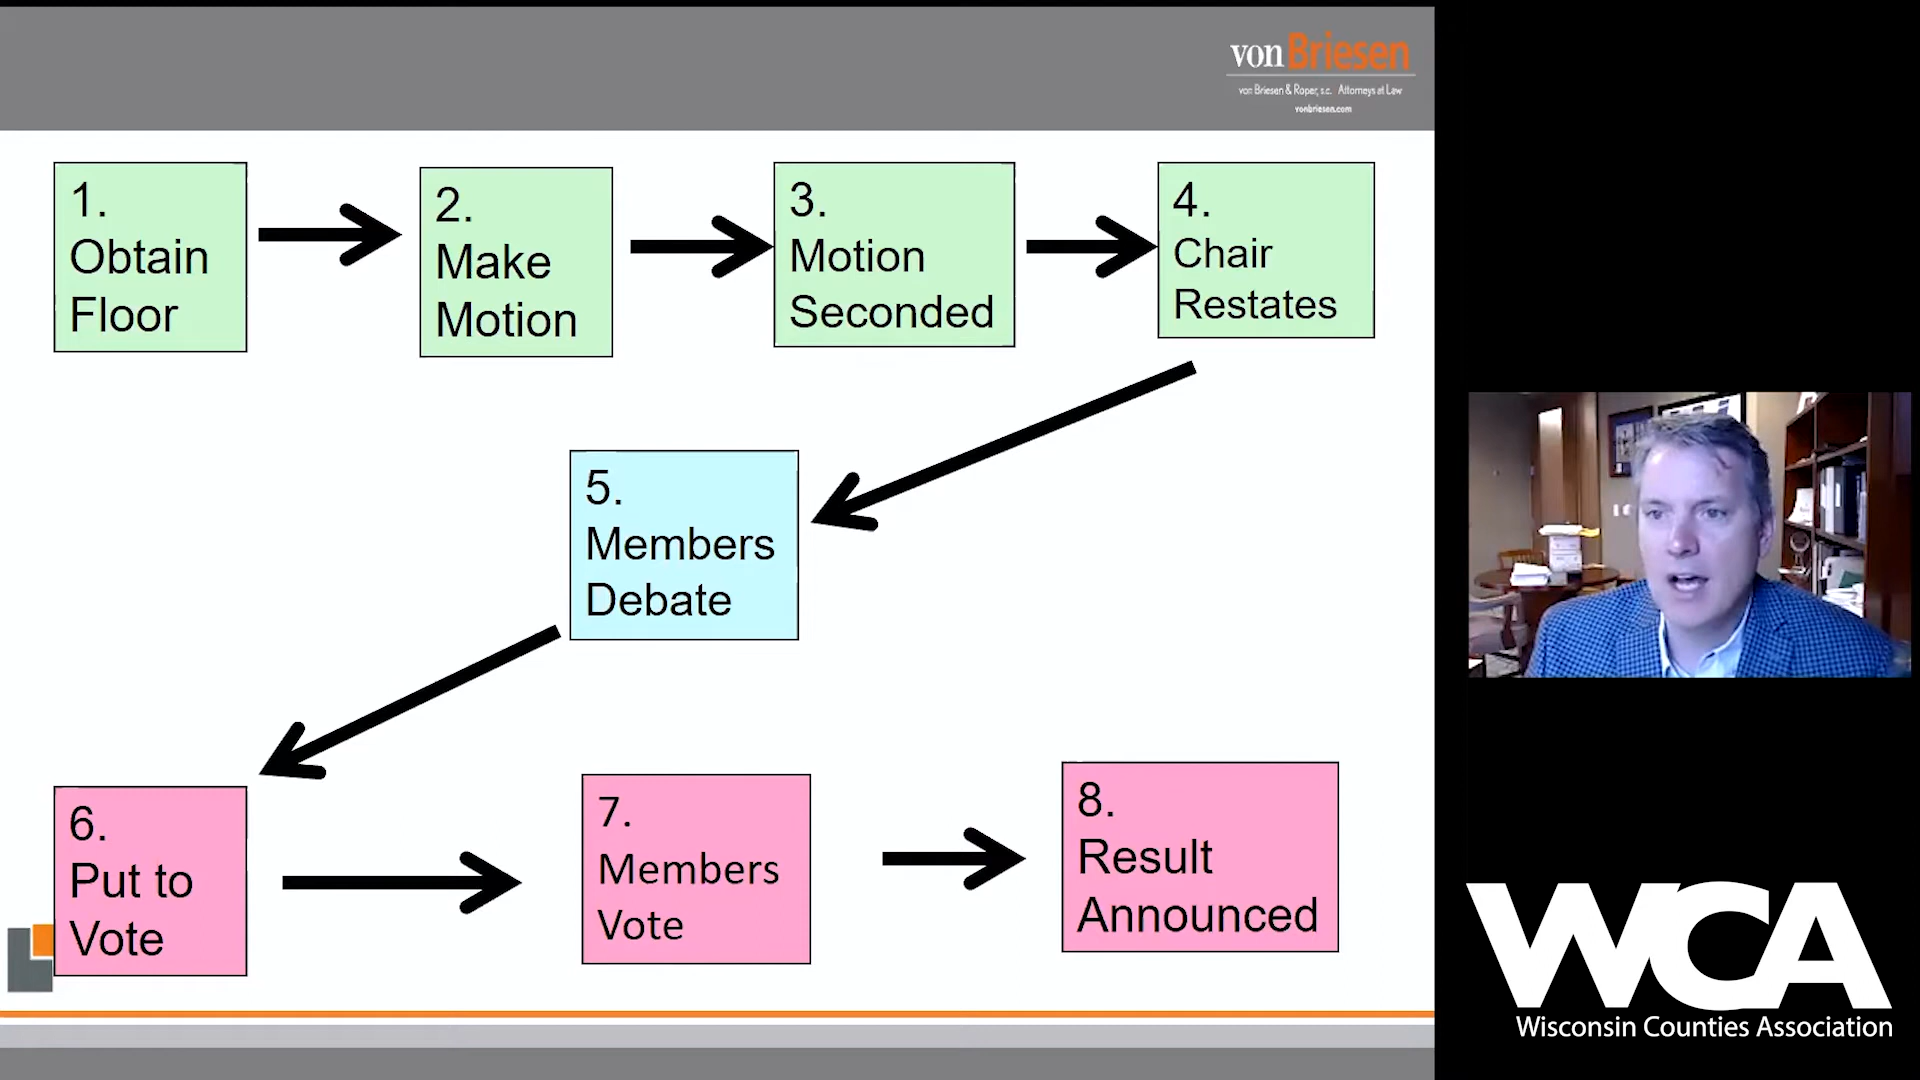 von Briesen
von Briesen & Roper, s.c. Attorneys at Law
vonbriesen.com
1.
Obtain
Floor
2.
Make
Motion
3.
Motion
Seconded
4.
Chair
Restates
5.
Members
Debate
6.
Put to
Vote
7.
Members
Vote
8.
Result
Announced
WCA
Wisconsin Counties Association